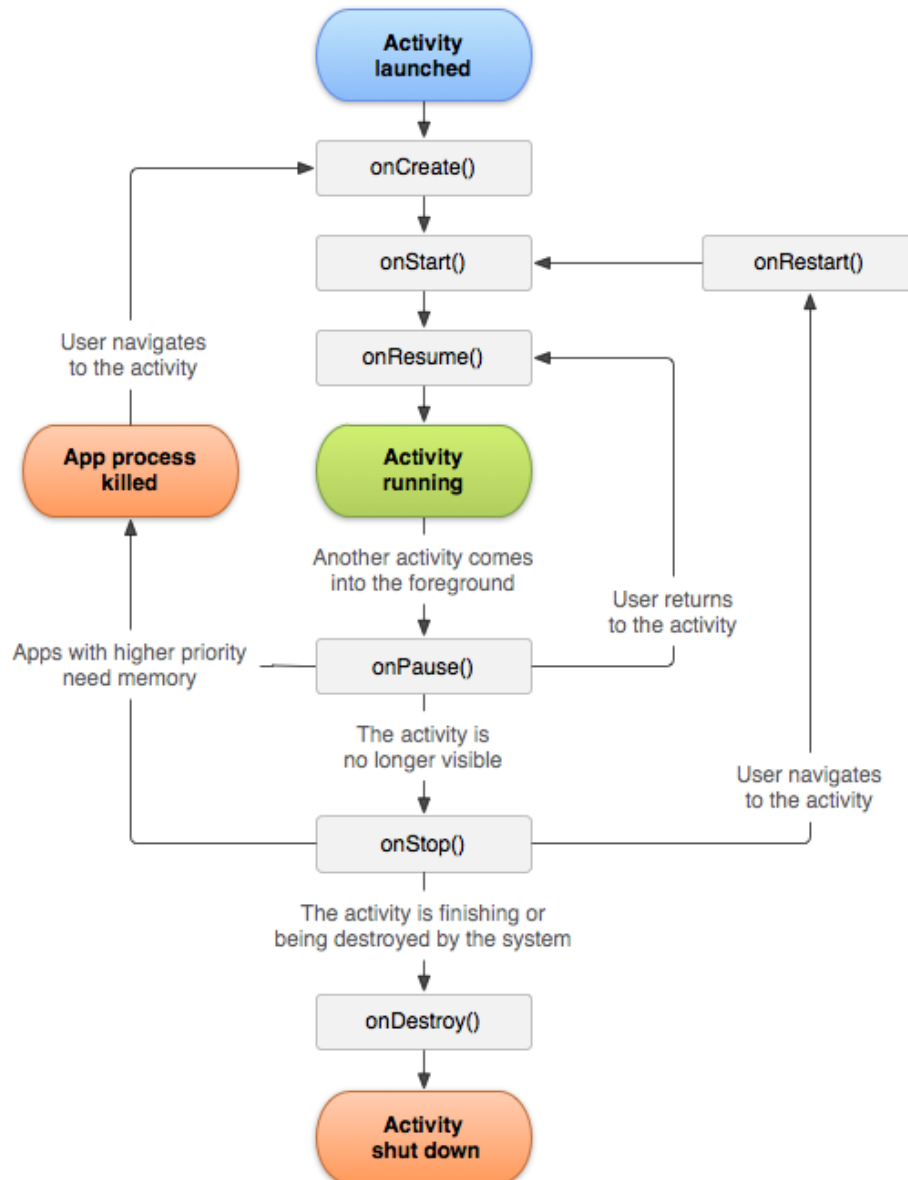 Activity
launched
onCreate()
onStart()
onRestart()
User navigates
to the activity
onResume()
App process
killed
Activity
running
Another activity comes
into the foreground
User returns
to the activity
Apps with higher priority
need memory
onPause()
The activity is
no longer visible
User navigates
to the activity
onStop()
The activity is finishing or
being destroyed by the system
onDestroy()
Activity
shut down